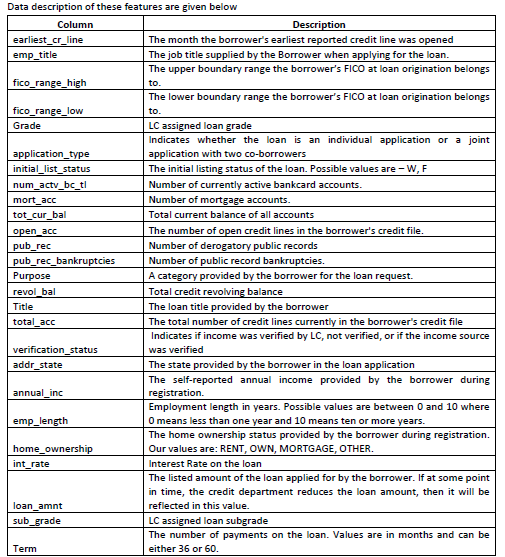 Data description of these features are given below
Column Description
earliest_cr_line The month the borrower's earliest reported credit line was opened
emp_title The job title supplied by the Borrower when applying for the loan.
The upper boundary range the borrower's FICO at loan origination belongs
fico_range_high to.
The lower boundary range the borrower's FICO at loan origination belongs
fico_range_low to.
Grade LC assigned loan grade
Indicates whether the loan is an individual application or a joint
application_type application with two co-borrowers
initial_list_status The initial listing status of the loan. Possible values are – W, F
num_actv_bc_tl Number of currently active bankcard accounts.
mort_acc Number of mortgage accounts.
tot_cur_bal Total current balance of all accounts
open_acc The number of open credit lines in the borrower's credit file.
pub_rec Number of derogatory public records
pub_rec_bankruptcies Number of public record bankruptcies.
Purpose A category provided by the borrower for the loan request.
revol_bal Total credit revolving balance
Title The loan title provided by the borrower
total_acc The total number of credit lines currently in the borrower's credit file
Indicates if income was verified by LC, not verified, or if the income source
verification_status was verified
addr_state The state provided by the borrower in the loan application
The self-reported annual income provided by the borrower during
annual_inc registration.
Employment length in years. Possible values are between 0 and 10 where
emp_length 0 means less than one year and 10 means ten or more years.
The home ownership status provided by the borrower during registration.
home_ownership Our values are: RENT, OWN, MORTGAGE, OTHER.
int_rate Interest Rate on the loan
The listed amount of the loan applied for by the borrower. If at some point
in time, the credit department reduces the loan amount, then it will be
loan_amnt reflected in this value.
sub_grade LC assigned loan subgrade
The number of payments on the loan. Values are in months and can be
Term either 36 or 60.